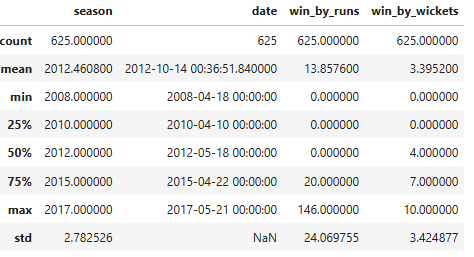 season date win_by_runs win_by_wickets
count 625.000000 625 625.000000 625.000000
mean 2012.460800 2012-10-14 00:36:51.840000 13.857600 3.395200
min 2008.000000 2008-04-18 00:00:00 0.000000 0.000000
25% 2010.000000 2010-04-10 00:00:00 0.000000 0.000000
50% 2012.000000 2012-05-18 00:00:00 0.000000 4.000000
75% 2015.000000 2015-04-22 00:00:00 20.000000 7.000000
max 2017.000000 2017-05-21 00:00:00 146.000000 10.000000
std 2.782526 NaN 24.069755 3.424877